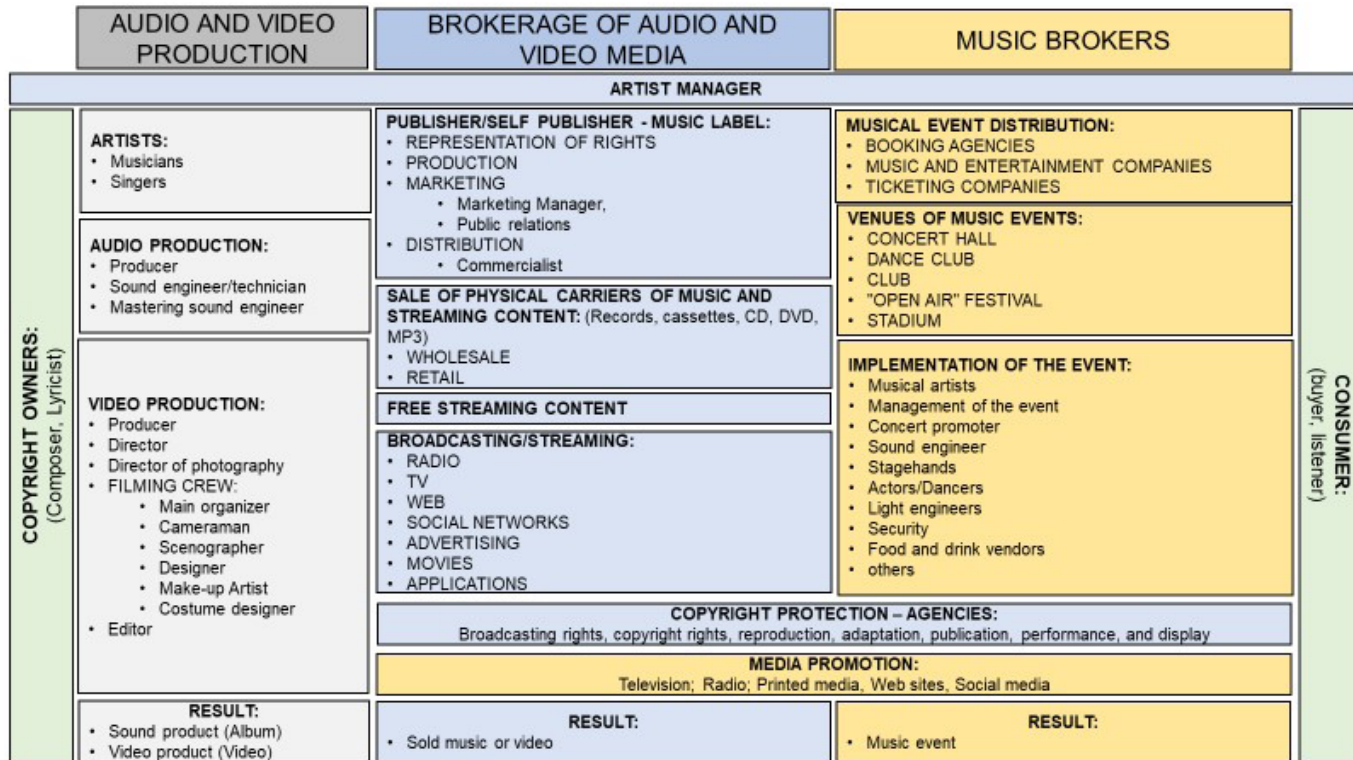 AUDIO AND VIDEO
PRODUCTION
BROKERAGE OF AUDIO AND
VIDEO MEDIA
MUSIC BROKERS
ARTIST MANAGER
COPYRIGHT OWNERS:
(Composer, Lyricist)
ARTISTS:
• Musicians
• Singers
AUDIO PRODUCTION:
• Producer
• Sound engineer/technician
• Mastering sound engineer
VIDEO PRODUCTION:
• Producer
• Director
• Director of photography
• FILMING CREW:
• Main organizer
• Cameraman
• Scenographer
• Designer
• Make-up Artist
• Costume designer
• Editor
RESULT:
• Sound product (Album)
• Video product (Video)
PUBLISHER/SELF PUBLISHER - MUSIC LABEL:
• REPRESENTATION OF RIGHTS
• PRODUCTION
• MARKETING
• Marketing Manager,
• Public relations
• DISTRIBUTION
• Commercialist
SALE OF PHYSICAL CARRIERS OF MUSIC AND
STREAMING CONTENT: (Records, cassettes, CD, DVD,
MP3)
• WHOLESALE
• RETAIL
FREE STREAMING CONTENT
BROADCASTING/STREAMING:
• RADIO
• TV
• WEB
• SOCIAL NETWORKS
• ADVERTISING
• MOVIES
• APPLICATIONS
MUSICAL EVENT DISTRIBUTION:
• BOOKING AGENCIES
• MUSIC AND ENTERTAINMENT COMPANIES
• TICKETING COMPANIES
VENUES OF MUSIC EVENTS:
• CONCERT HALL
• DANCE CLUB
• CLUB
• "OPEN AIR" FESTIVAL
• STADIUM
IMPLEMENTATION OF THE EVENT:
• Musical artists
• Management of the event
• Concert promoter
• Sound engineer
• Stagehands
• Actors/Dancers
• Light engineers
• Security
• Food and drink vendors
• others
COPYRIGHT PROTECTION – AGENCIES:
Broadcasting rights, copyright rights, reproduction, adaptation, publication, performance, and display
MEDIA PROMOTION:
Television; Radio; Printed media, Web sites, Social media
RESULT:
• Sold music or video
RESULT:
• Music event
CONSUMER:
(buyer, listener)